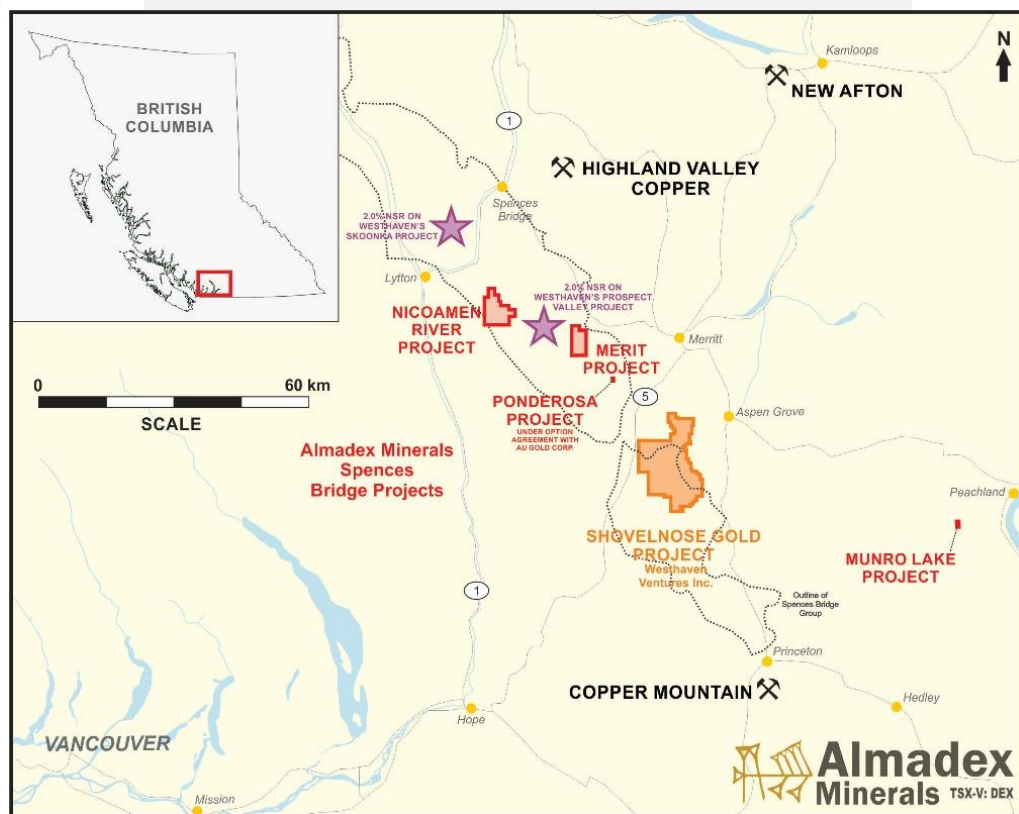 BRITISH
COLUMBIA
N
Kamloops
NEW AFTON
1
HIGHLAND VALLEY
COPPER
Spences
Bridge
2.0% NSR ON
WESTHAVEN'S
SKOONKA PROJECT
Lytton
2.0% NSR ON
WESTHAVEN'S PROSPECT
VALLEY PROJECT
NICOAMEN
RIVER
PROJECT
MERIT
PROJECT
Merritt
0 60 km
SCALE
PONDEROSA
PROJECT
UNDER OPTION
AGREEMENT WITH
AU GOLD CORP.
5
Aspen Grove
Almadex Minerals
Spences
Bridge Projects
Peachland
SHOVELNOSE GOLD
PROJECT
Westhaven
Ventures Inc.
MUNRO LAKE
PROJECT
1
Outline of
Spences Bridge
Group
Princeton
COPPER MOUNTAIN
Hedley
Hope
VANCOUVER
Mission
Almadex
Minerals TSX-V: DEX